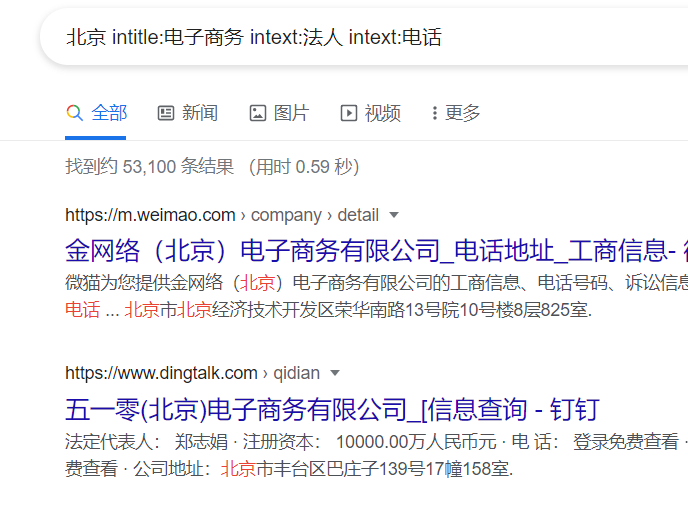 北京 intitle:电子商务 intext:法人 intext:电话
全部 新闻 图片 视频 更多
找到约 53,100 条结果 （用时 0.59 秒）
https://m.weimao.com › company › detail
金网络（北京）电子商务有限公司_电话地址_工商信息-
微猫为您提供金网络（北京）电子商务有限公司的工商信息、电话号码、诉讼信息
电话 ... 北京市北京经济技术开发区荣华南路13号院10号楼8层825室.
https://www.dingtalk.com › qidian
五一零(北京)电子商务有限公司_[信息查询 - 钉钉
法定代表人： 郑志娟 · 注册资本： 10000.00万人民币元 · 电 话： 登录免费查看 ·
费查看 · 公司地址：北京市丰台区巴庄子139号17幢158室.